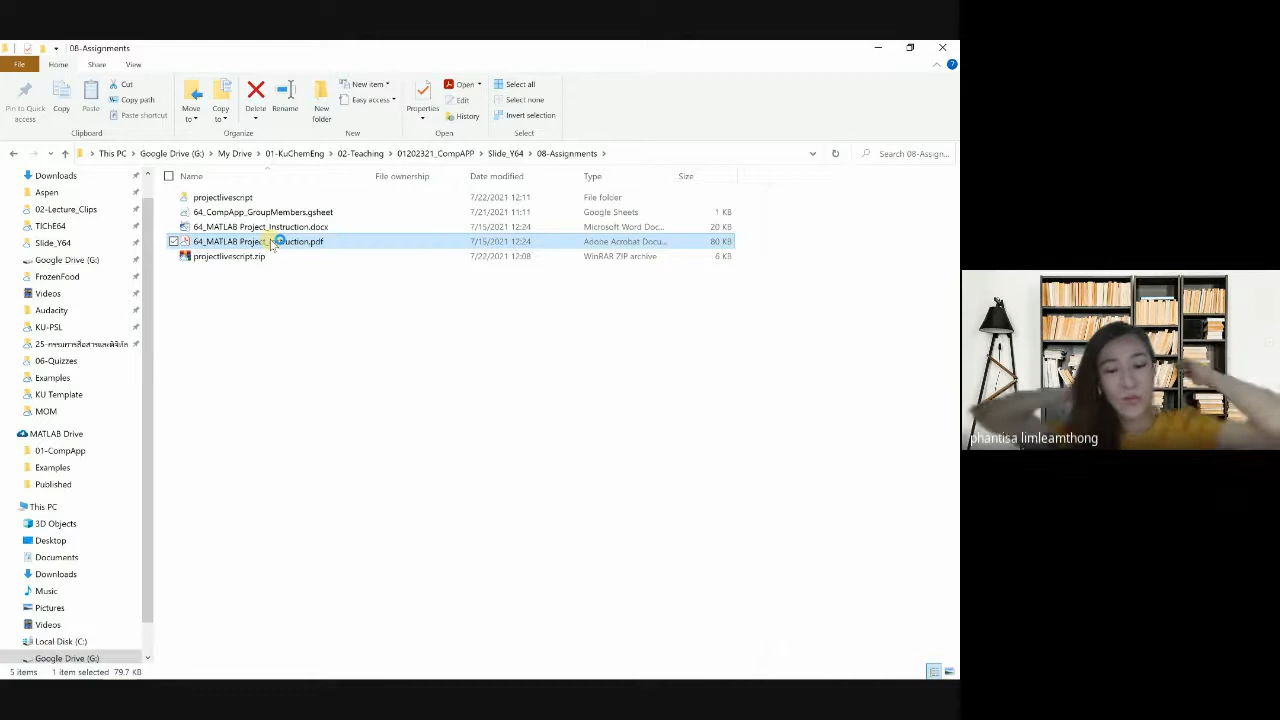 08-Assignments
File Home Share View
Pin to Quick access
Copy
Paste
Cut
Copy path
Paste shortcut
Clipboard
Move to
Copy to
Delete
Rename
Organize
New folder
New item
Easy access
New
Properties
Open
Edit
History
Open
Select all
Select none
Invert selection
Select
This PC > Google Drive (G:) > My Drive > 01-KuChemEng > 02-Teaching > 01202321_CompAPP > Slide_Y64 > 08-Assignments >
Search 08-Assign...
Name File ownership Date modified Type Size
projectlivescript 7/22/2021 12:11 File folder
64_CompApp_GroupMembers.gsheet 7/21/2021 11:11 Google Sheets 1 KB
64_MATLAB Project_Instruction.docx 7/15/2021 12:24 Microsoft Word Doc... 20 KB
64_MATLAB Project_ uction.pdf 7/15/2021 12:24 Adobe Acrobat Docu... 80 KB
projectlivescript.zip 7/22/2021 12:08 WinRAR ZIP archive 6 KB
Downloads
Aspen
02-Lecture_Clips
TIChE64
Slide_Y64
Google Drive (G:)
FrozenFood
Videos
Audacity
KU-PSL
06-Quizzes
Examples
KU Template
MOM
MATLAB Drive
01-CompApp
Examples
Published
This PC
3D Objects
Desktop
Documents
Downloads
Music
Pictures
Videos
Local Disk (C:)
Google Drive (G:)
5 items 1 item selected 79.7 KB
phantisa limleamthong